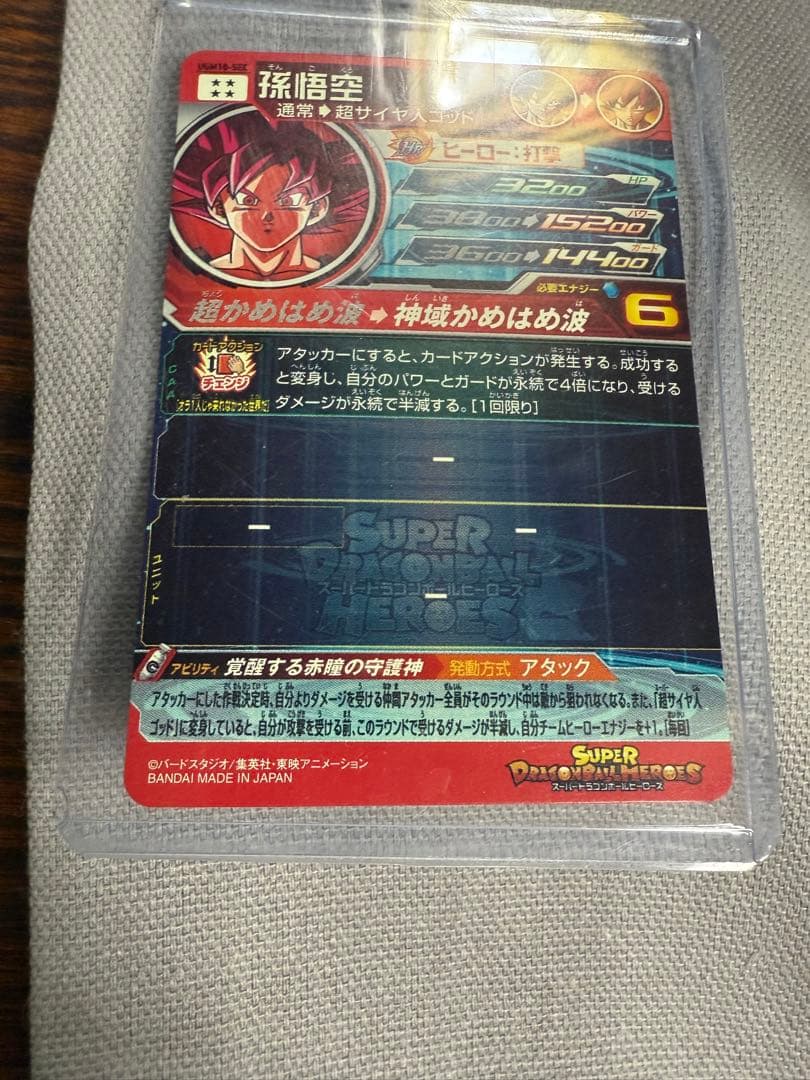 UGM10-SEC
孫悟空
通常➡超サイヤ人ゴッド
ヒーロー:打撃
3200 HP
3800➡15200 パワー
3600➡14400 ガード
必要エナジー 6
超かめはめ波➡神域かめはめ波
CAA
カードアクション
チェンジ
[オラ1人じゃ来れなかった世界だ]
アタッカーにすると、カードアクションが発生する。成功する
と変身し、自分のパワーとガードが永続で4倍になり、受ける
ダメージが永続で半減する。[1回限り]
-
ユニット
- -
-
SUPER
DRAGONBALL
スーパードラゴンボールヒーローズ
HEROES
アビリティ 覚醒する赤瞳の守護神 発動方式 アタック
アタッカーにした作戦決定時、自分よりダメージを受ける仲間アタッカー全員がそのラウンド中は敵から狙われなくなる。また、「超サイヤ人
ゴッド」に変身していると、自分が攻撃を受ける前、このラウンドで受けるダメージが半減し、自分チームヒーローエナジーを+1。[毎回]
©バードスタジオ/集英社・東映アニメーション
BANDAI MADE IN JAPAN
SUPER
DRAGONBALL HEROES
スーパードラゴンボールヒーローズ